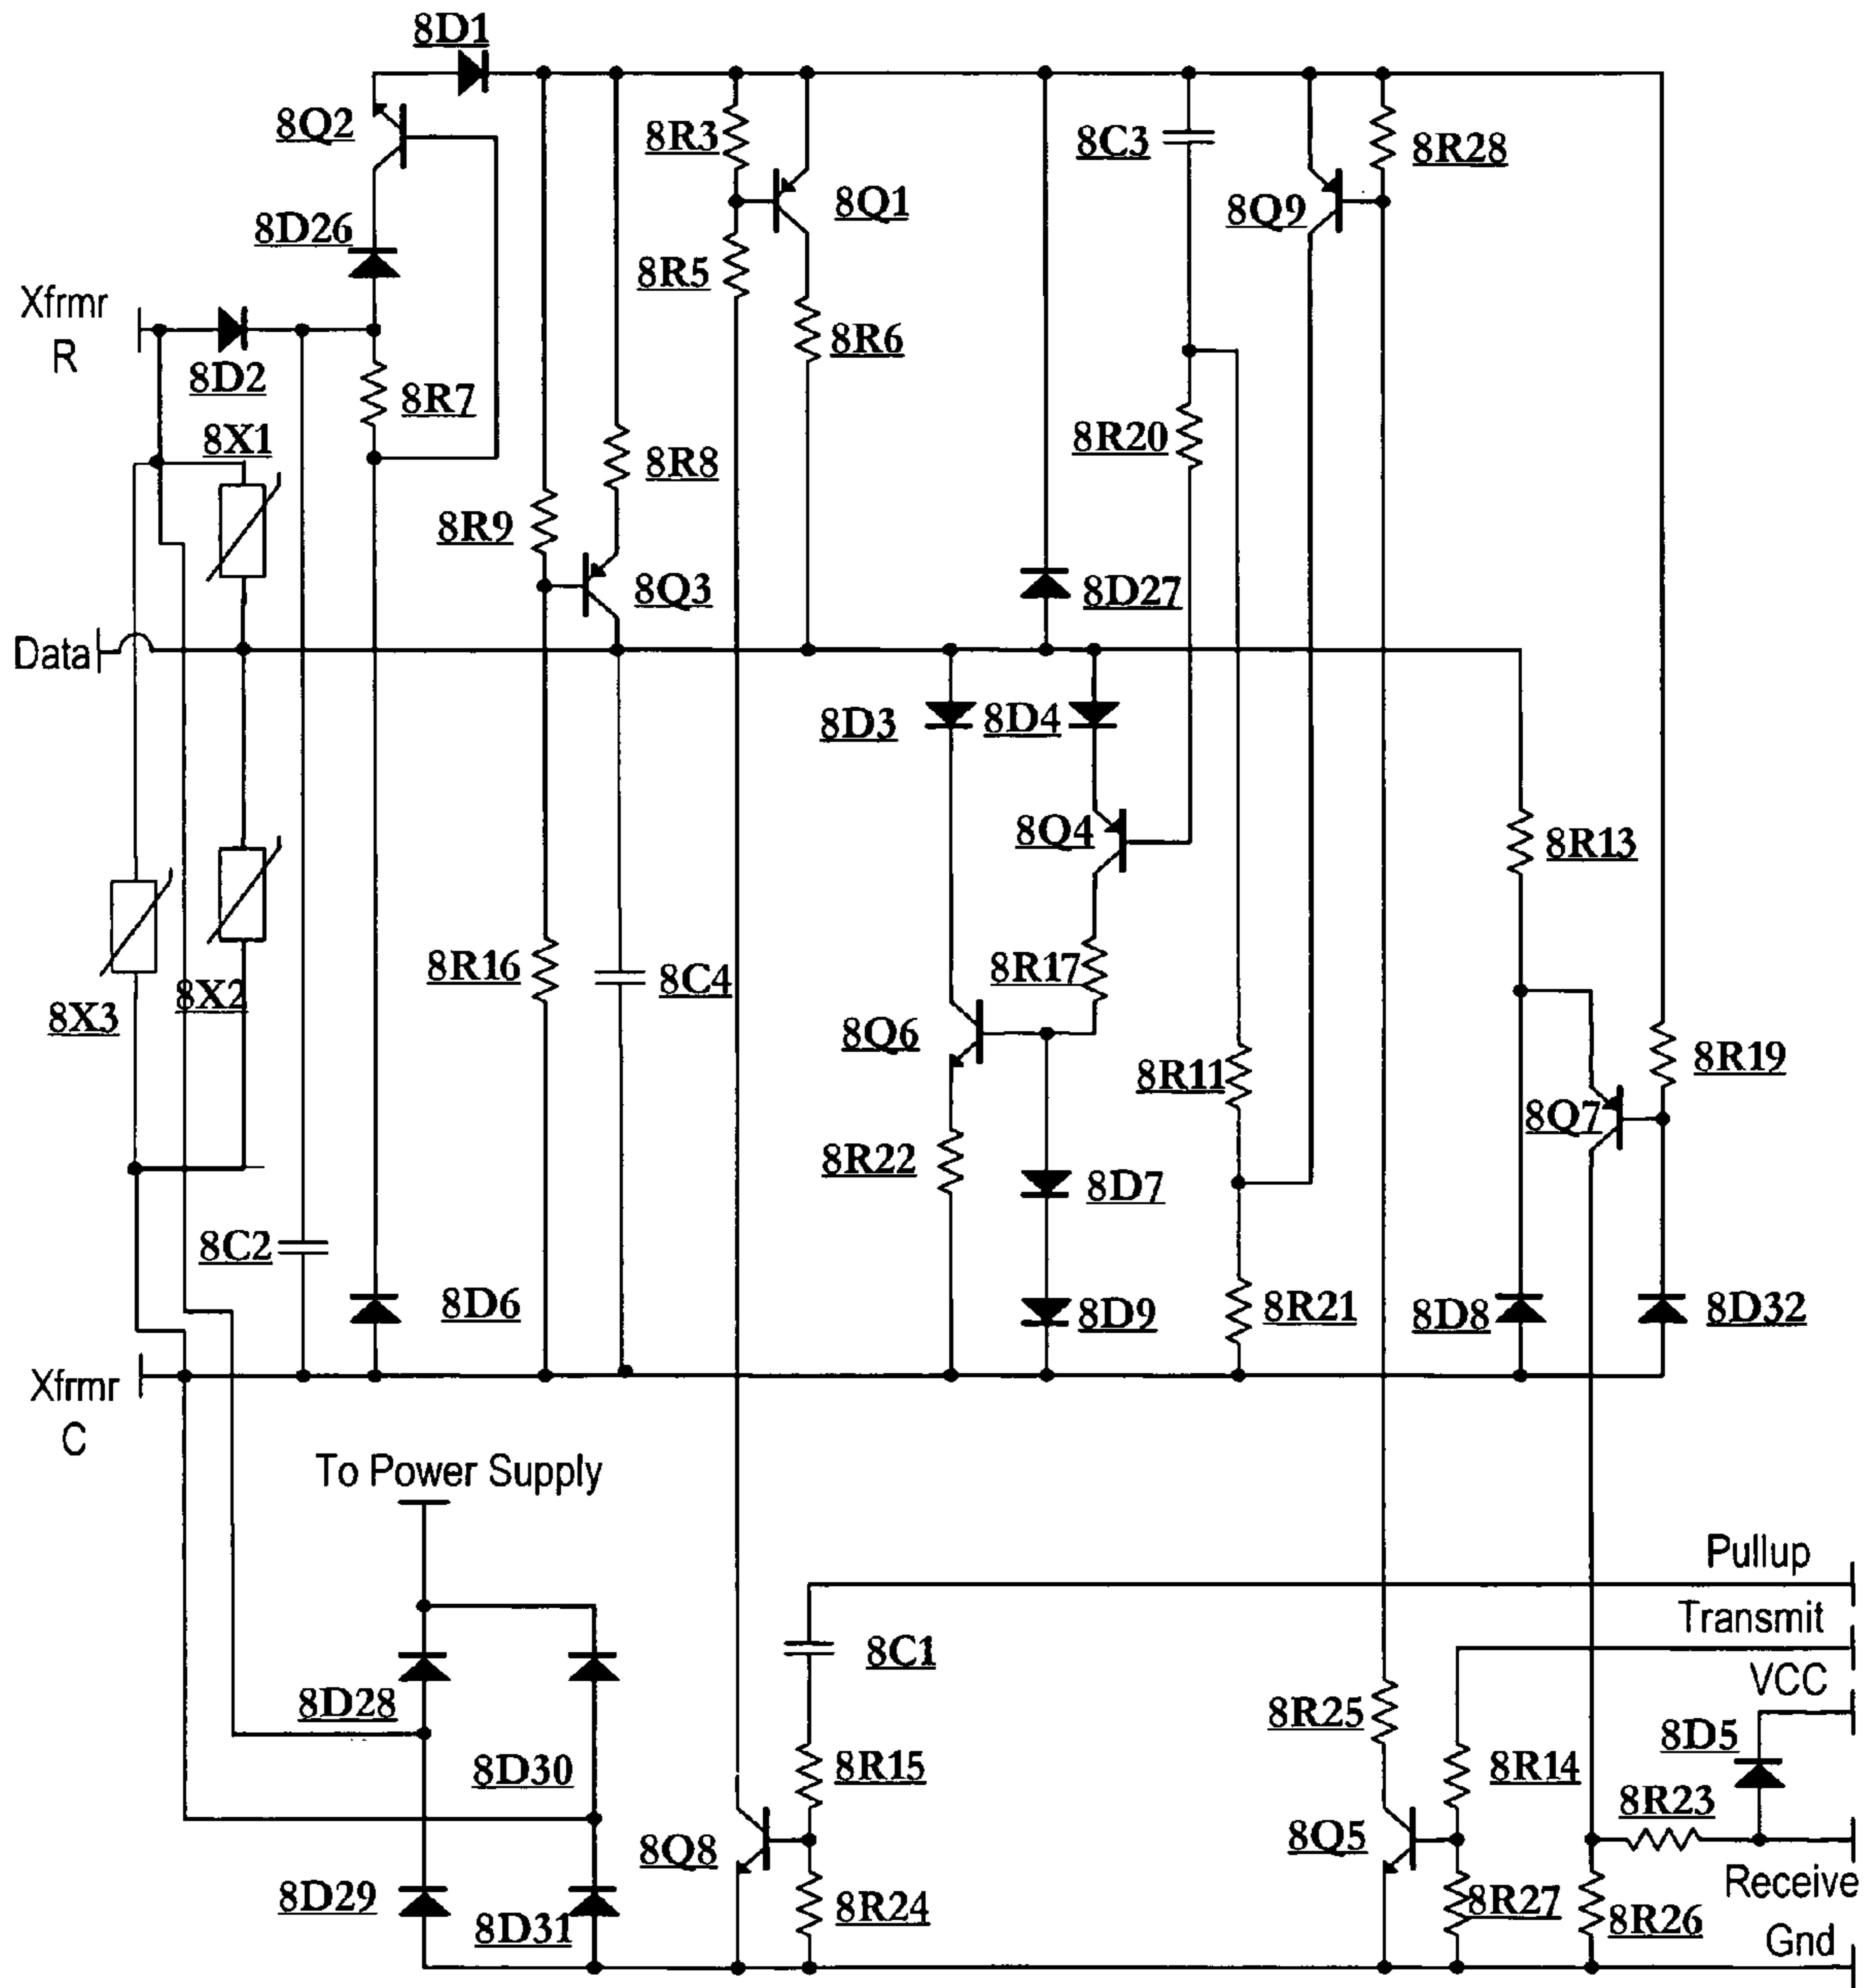 8D1
8Q2
8R3
8C3
8R28
8Q1
8Q9
8D26
8R5
Xfrmr
R
8R6
8D2
8R7
8X1
8R20
8R8
8R9
8Q3
8D27
Data
8D3
8D4
8Q4
8R13
8R16
8C4
8R17
8X2
8X3
8Q6
8R11
8R19
8Q7
8R22
8D7
8C2
8D6
8D9
8R21
8D8
8D32
Xfrmr
C
To Power Supply
Pullup
Transmit
8C1
VCC
8D28
8R25
8D5
8D30
8R15
8R14
8R23
8Q8
8Q5
8D29
8R24
8R27
Receive
8D31
8R26
Gnd